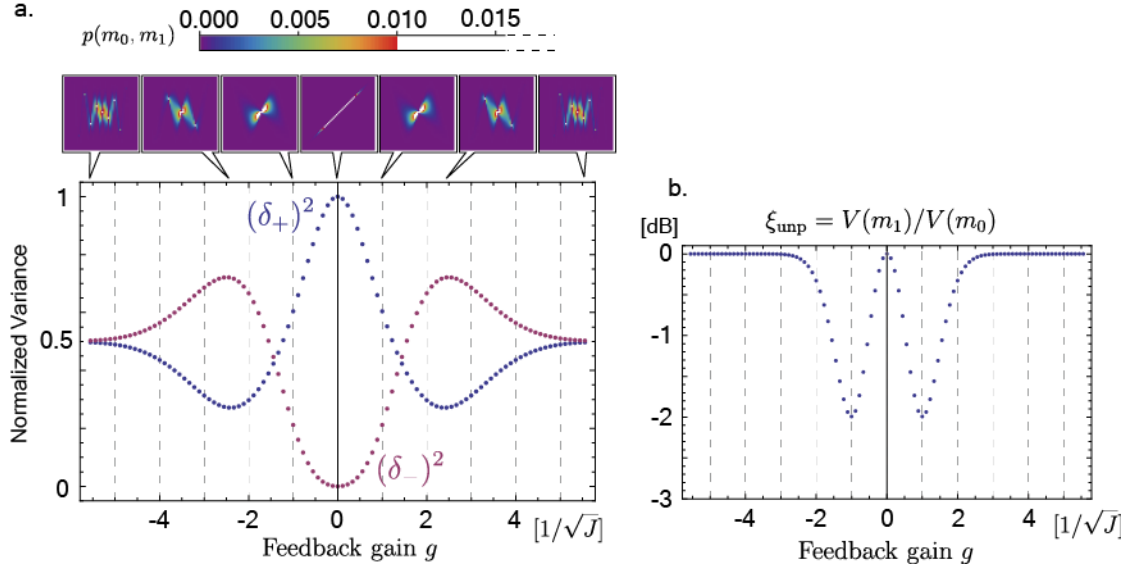 a.
p(m₀, m₁)
0.000 0.005 0.010 0.015
Normalized Variance
1
0.5
0
(δ₊)²
(δ₋)²
-4 -2 0 2 4 [1/√J]
Feedback gain g
b.
[dB]
ξunp = V(m₁)/V(m₀)
0
-1
-2
-3
-4 -2 0 2 4 [1/√J]
Feedback gain g